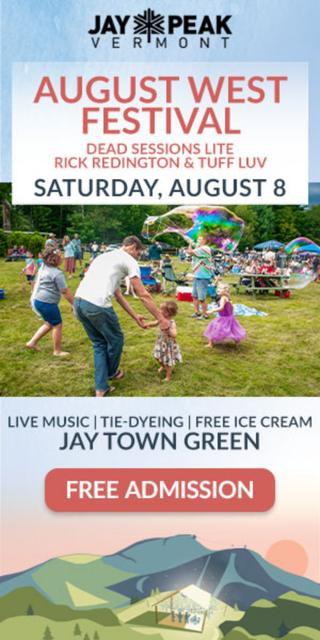 JAY PEAK
VERMONT
AUGUST WEST
FESTIVAL
DEAD SESSIONS LITE
RICK REDINGTON & TUFF LUV
SATURDAY, AUGUST 8
LIVE MUSIC | TIE-DYEING | FREE ICE CREAM
JAY TOWN GREEN
FREE ADMISSION